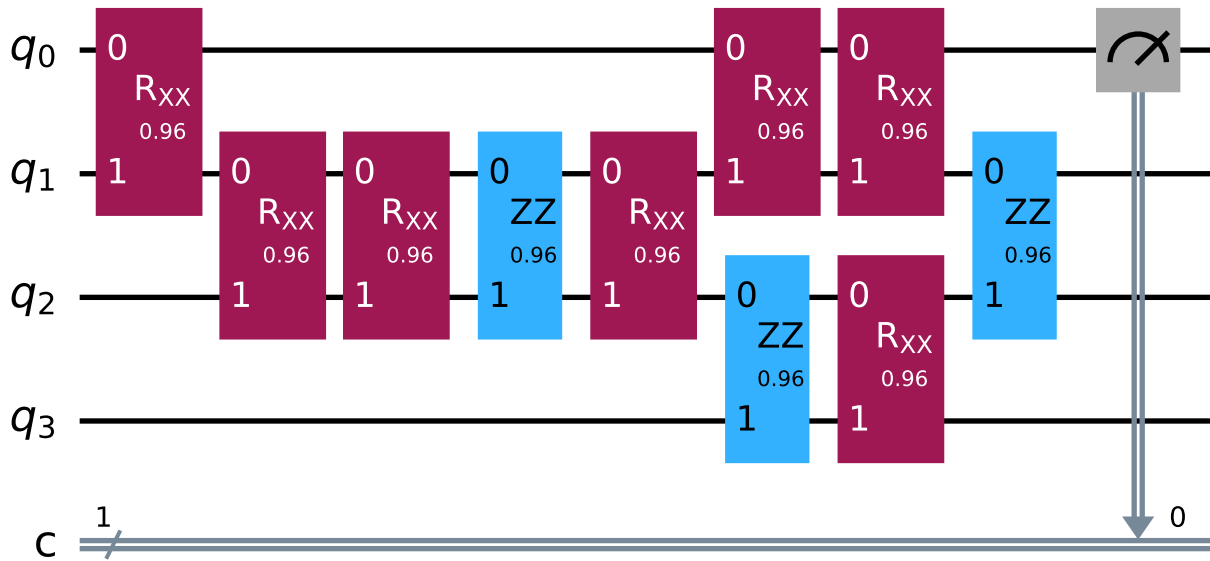 q0 0 0 0
RXX RXX RXX
0.96 0.96 0.96
q1 1 0 0 0 0 1 1 0
RXX RXX ZZ RXX ZZ
0.96 0.96 0.96 0.96 0.96
q2 1 1 1 1 0 0 1
ZZ RXX
0.96 0.96
q3 1 1
1 0
c